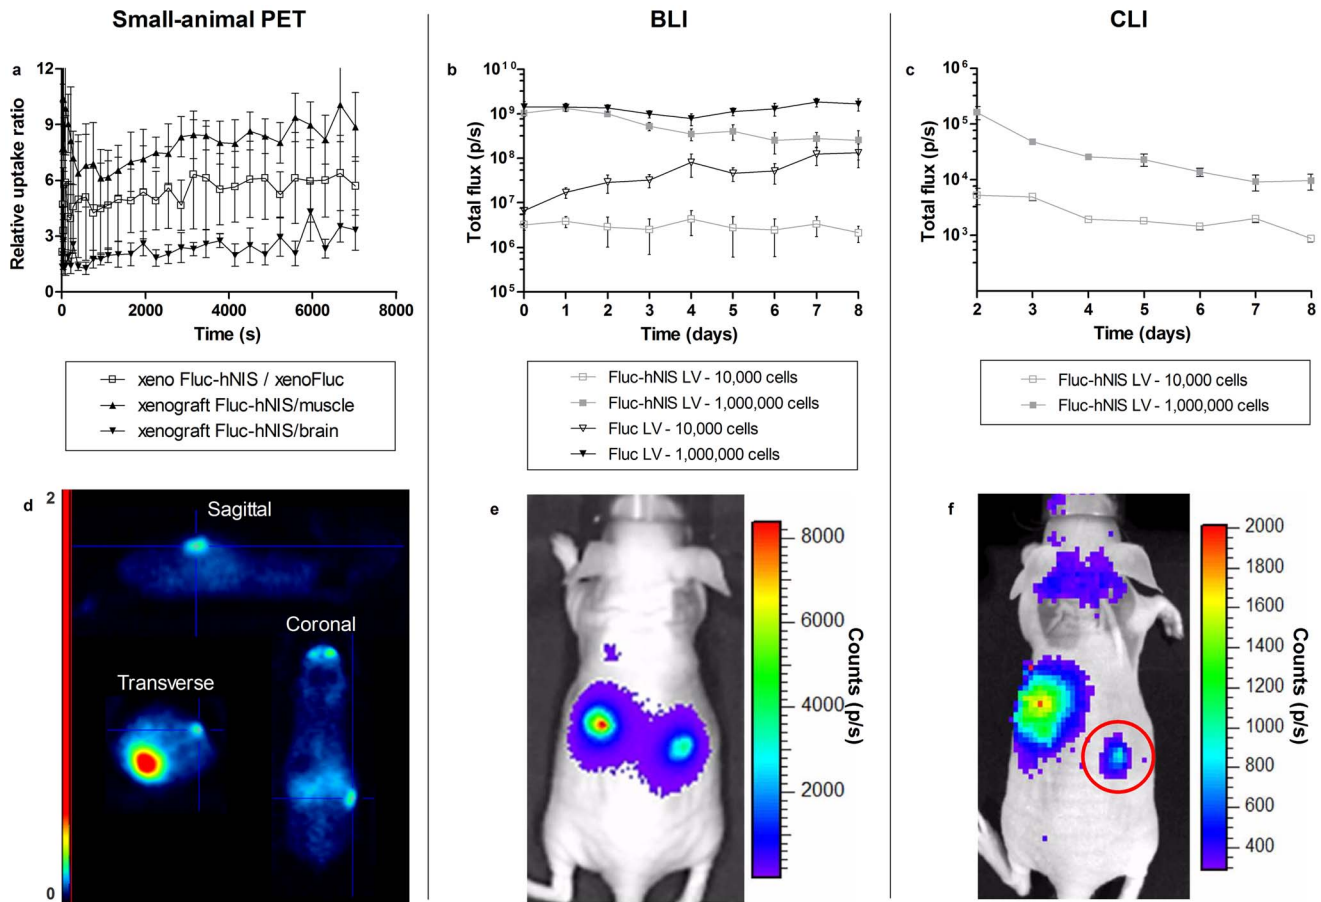 Small-animal PET
BLI
CLI
a
12
9
6
3
0
Relative uptake ratio
0
2000
4000
6000
8000
Time (s)
xeno Fluc-hNIS / xenoFluc
xenograft Fluc-hNIS/muscle
xenograft Fluc-hNIS/brain
b
10¹⁰
10⁹
10⁸
10⁷
10⁶
10⁵
Total flux (p/s)
0
1
2
3
4
5
6
7
8
Time (days)
Fluc-hNIS LV - 10,000 cells
Fluc-hNIS LV - 1,000,000 cells
Fluc LV - 10,000 cells
Fluc LV - 1,000,000 cells
c
10⁶
10⁵
10⁴
10³
Total flux (p/s)
2
3
4
5
6
7
8
Time (days)
Fluc-hNIS LV - 10,000 cells
Fluc-hNIS LV - 1,000,000 cells
2
0
d
Sagittal
Coronal
Transverse
e
8000
6000
4000
2000
Counts (p/s)
f
2000
1800
1600
1400
1200
1000
800
600
400
Counts (p/s)